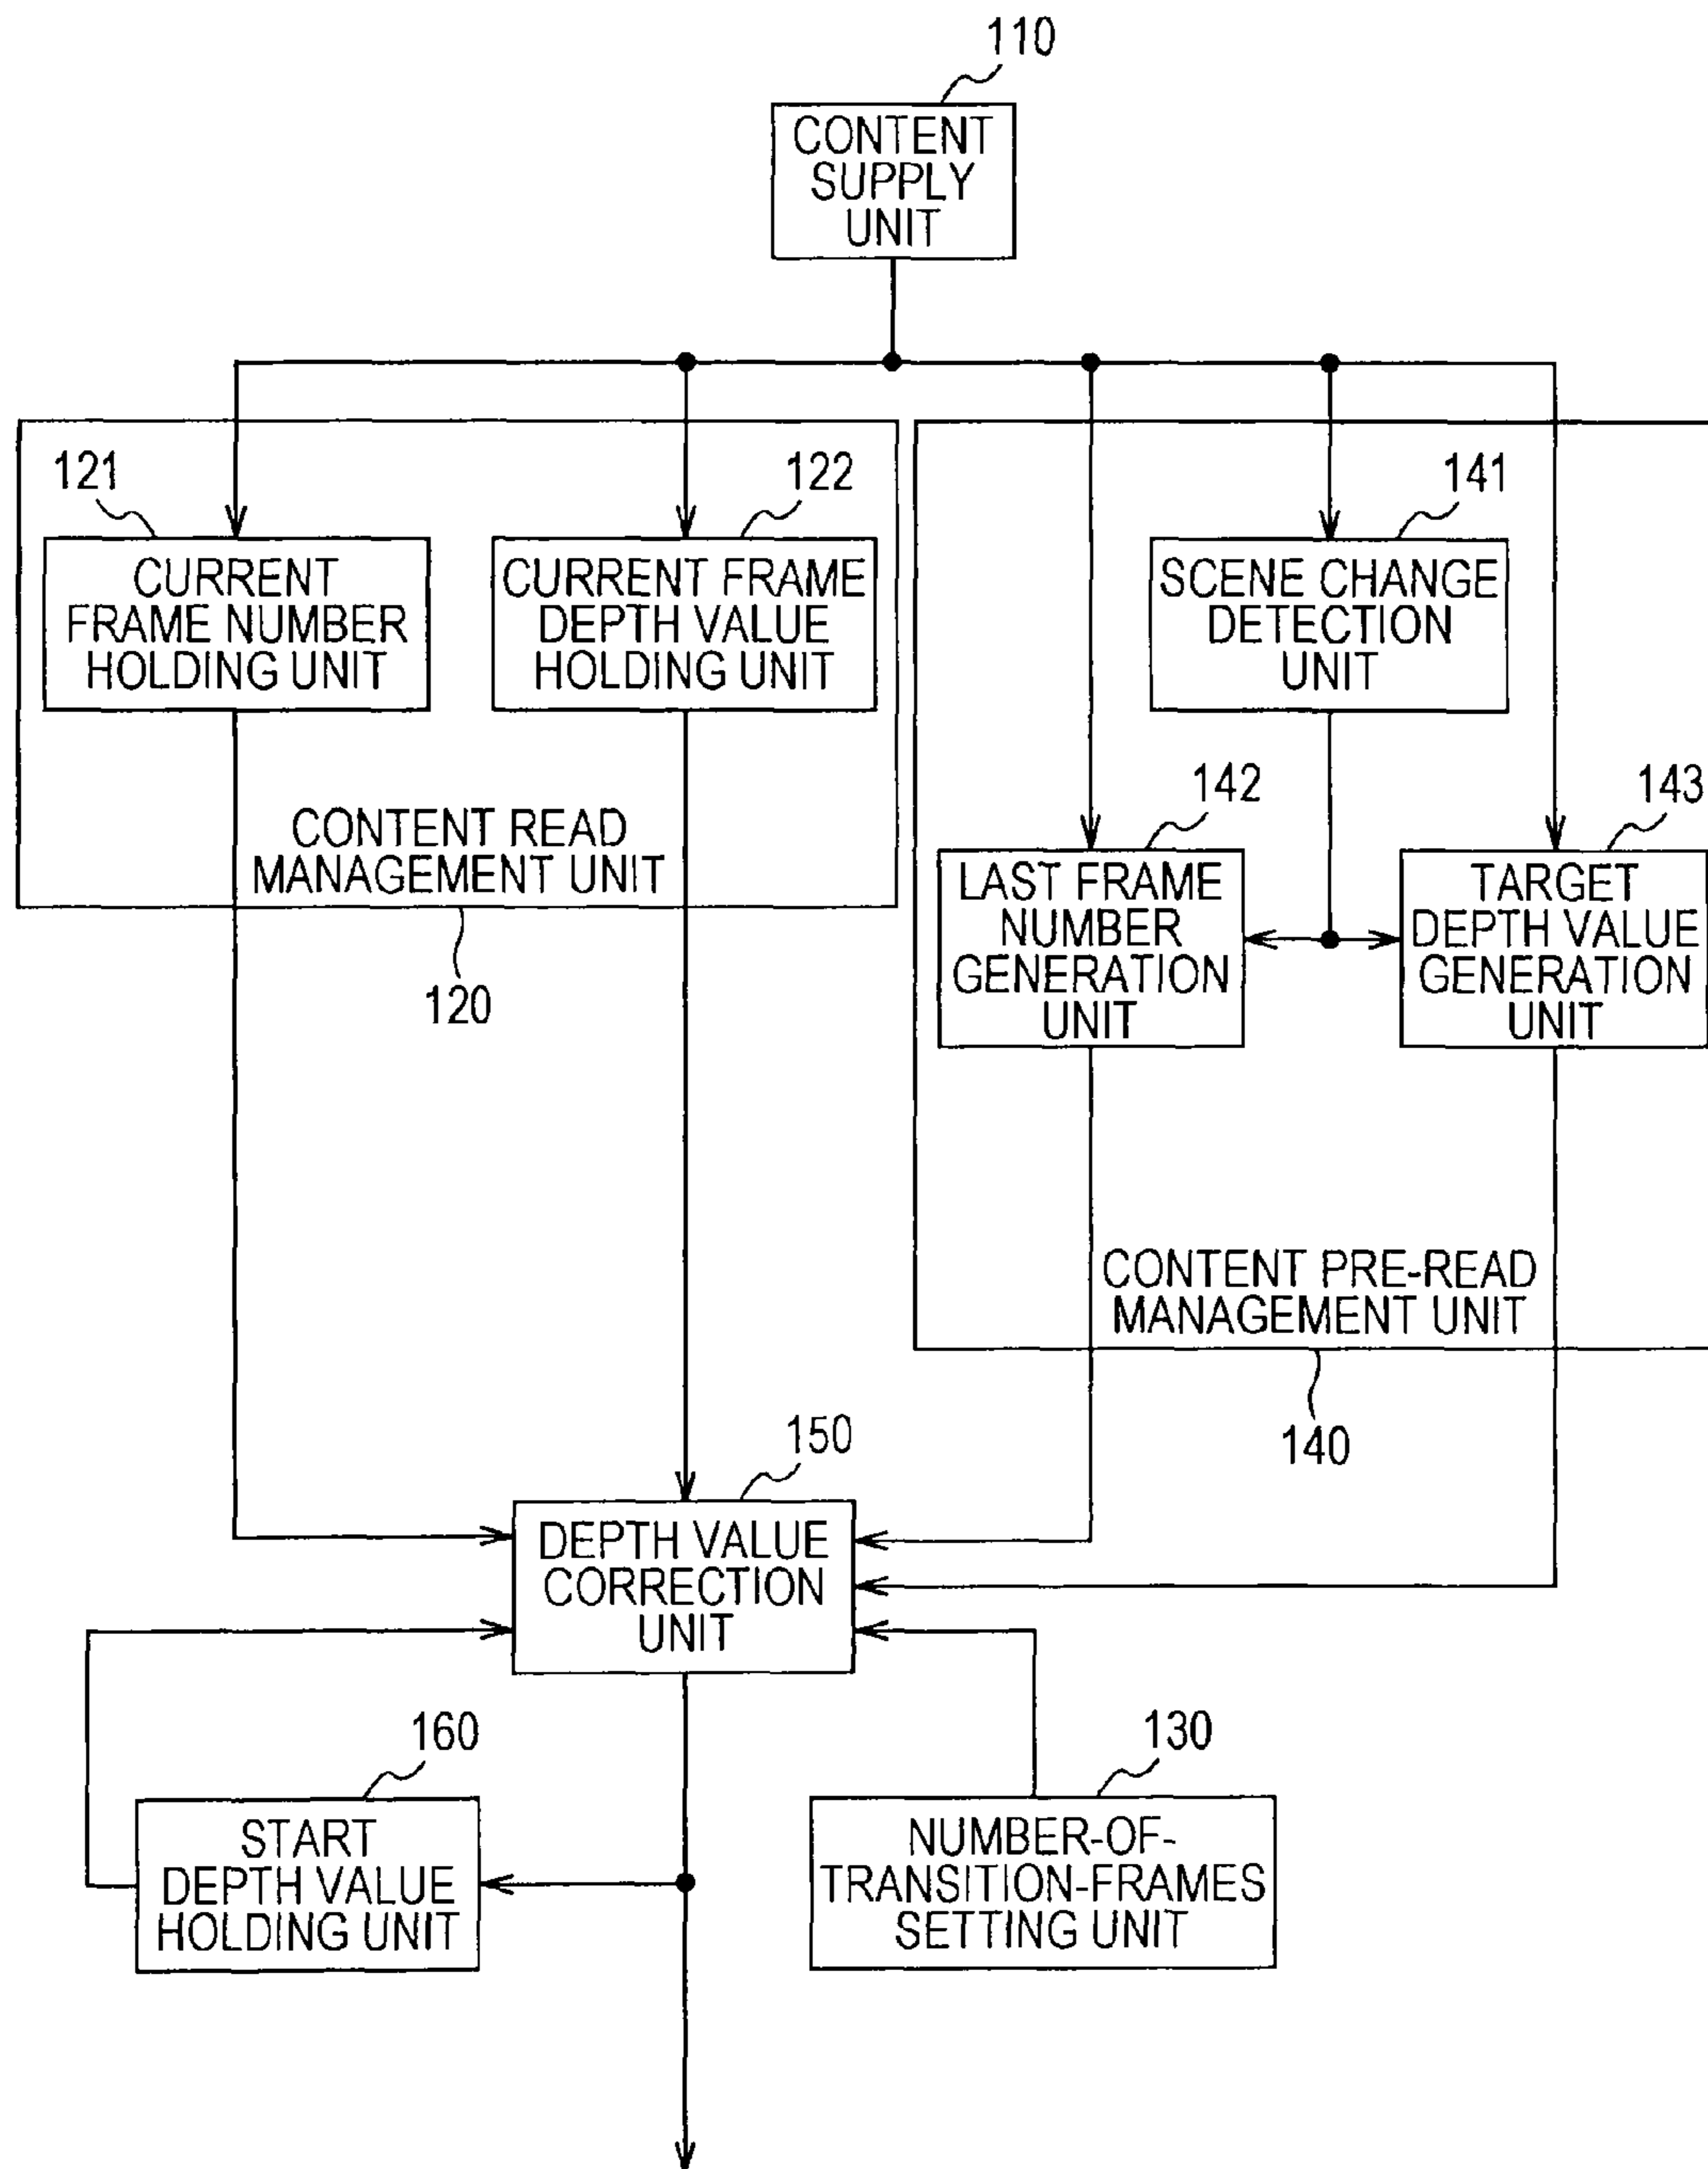 110
CONTENT
SUPPLY
UNIT
121
CURRENT
FRAME NUMBER
HOLDING UNIT
122
CURRENT FRAME
DEPTH VALUE
HOLDING UNIT
CONTENT READ
MANAGEMENT UNIT
120
141
SCENE CHANGE
DETECTION
UNIT
142
LAST FRAME
NUMBER
GENERATION
UNIT
143
TARGET
DEPTH VALUE
GENERATION
UNIT
CONTENT PRE-READ
MANAGEMENT UNIT
140
150
DEPTH VALUE
CORRECTION
UNIT
160
START
DEPTH VALUE
HOLDING UNIT
130
NUMBER-OF-
TRANSITION-FRAMES
SETTING UNIT